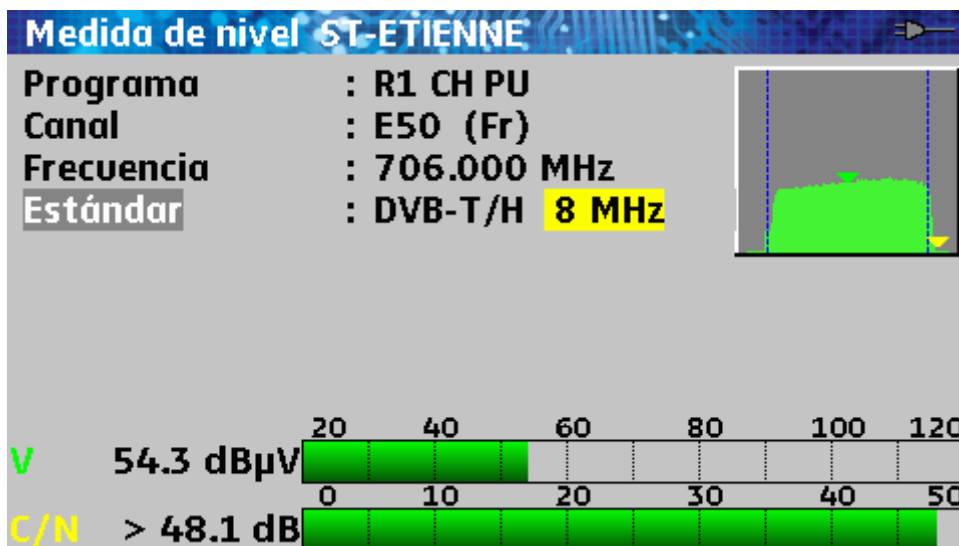 Medida de nivel ST-ETIENNE
Programa : R1 CH PU
Canal : E50 (Fr)
Frecuencia : 706.000 MHz
Estándar : DVB-T/H 8 MHz
20 40 60 80 100 120
V 54.3 dBµV
0 10 20 30 40 50
C/N > 48.1 dB